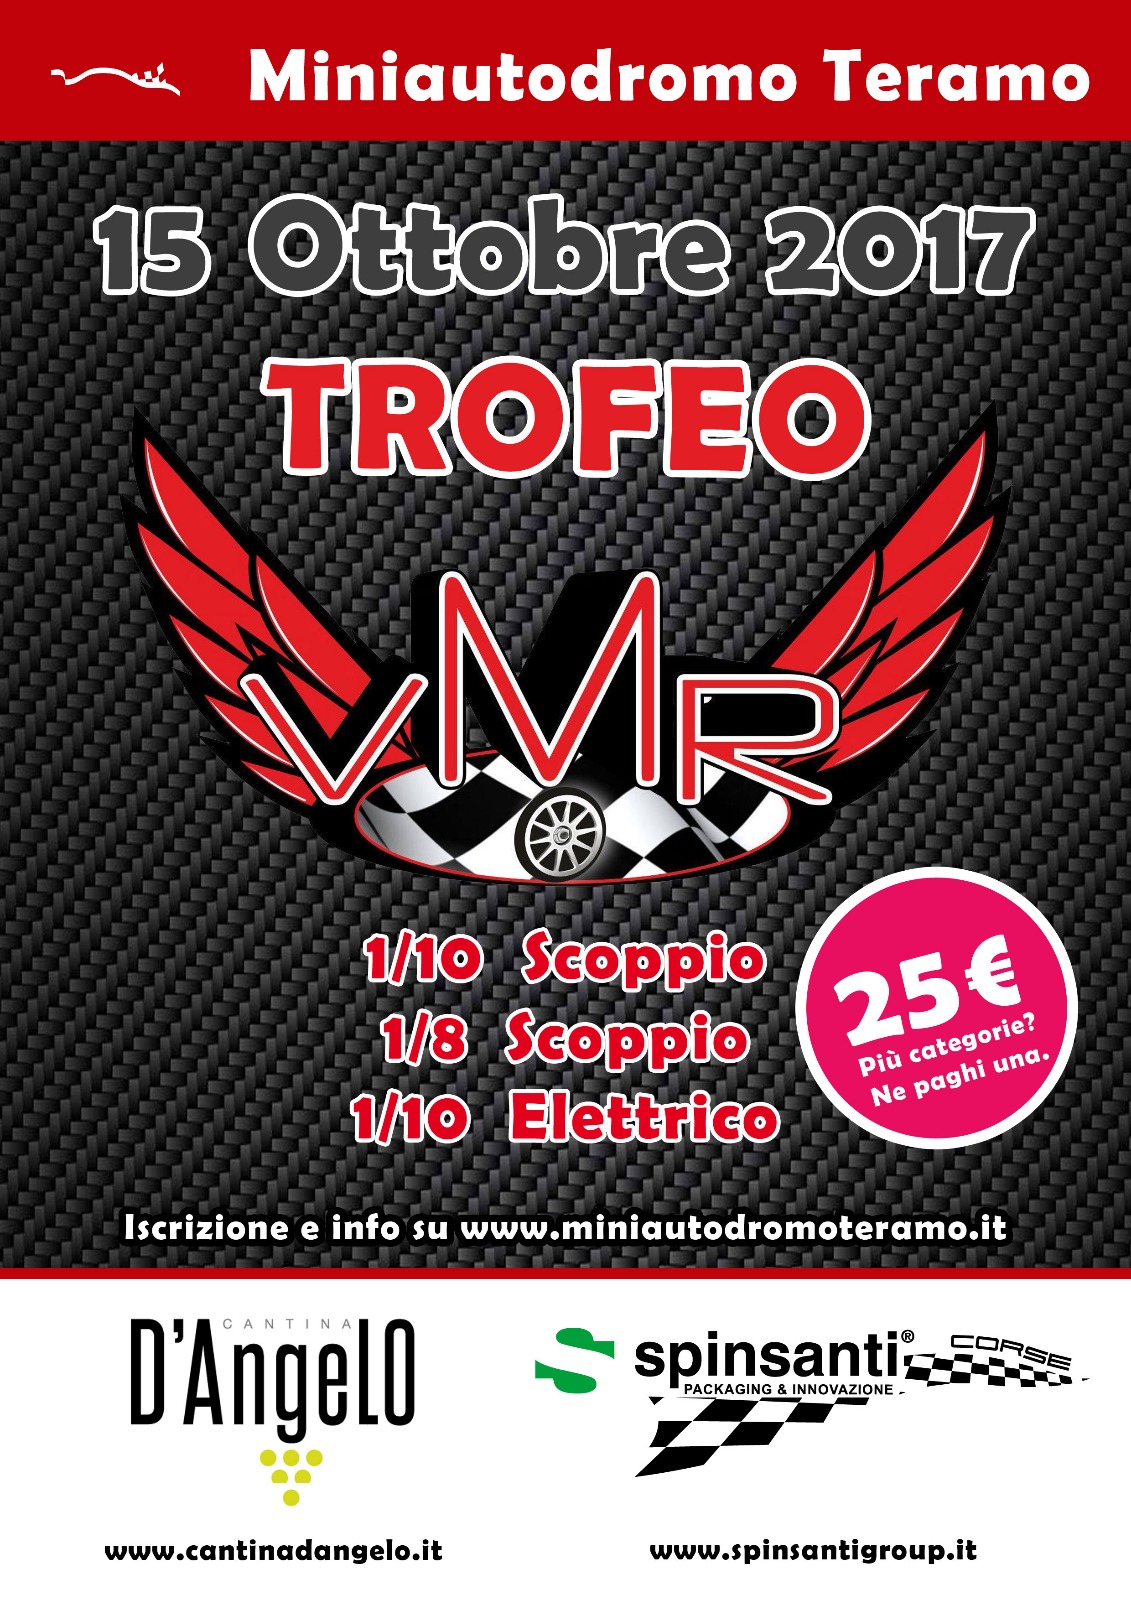 Miniautodromo Teramo
15 Ottobre 2017
TROFEO
VMR
1/10 Scoppio
1/8 Scoppio
1/10 Elettrico
25€
Più categorie?
Ne paghi una.
Iscrizione e info su www.miniautodromoteramo.it
CANTINA
D'AngeLO
spinsanti® CORSE
PACKAGING & INNOVAZIONE
www.cantinadangelo.it
www.spinsantigroup.it